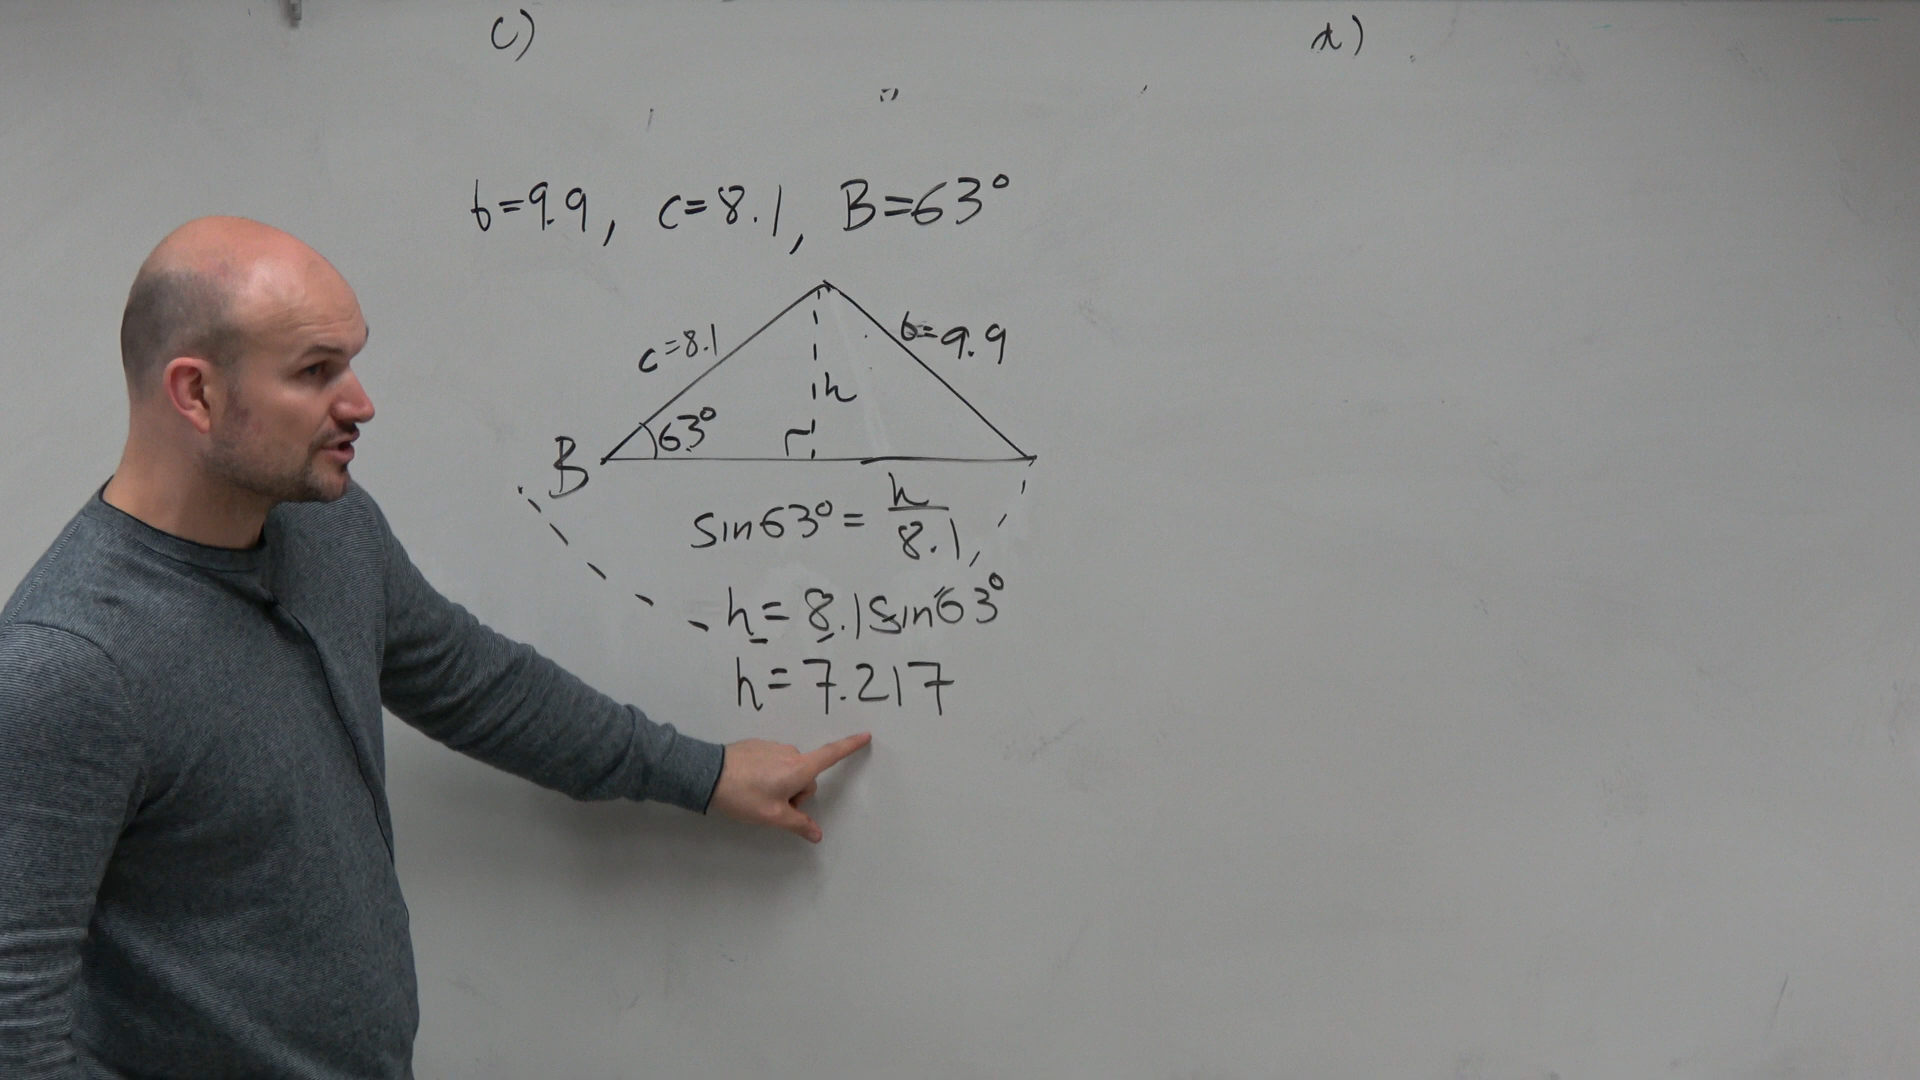 c)
d)
b=9.9, c=8.1, B=63°
c=8.1
b=9.9
h
63°
B
sin63°=h/8.1
h=8.1sin63°
h=7.217